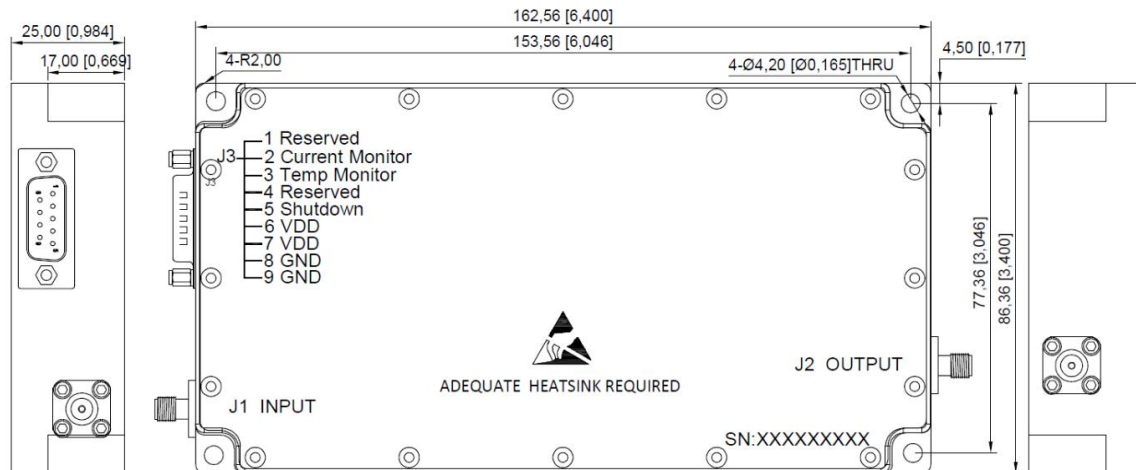 162,56 [6,400]
25,00 [0,984]
153,56 [6,046]
4,50 [0,177]
17,00 [0,669]
4-R2,00
4-Ø4,20 [Ø0,165]THRU
1 Reserved
J3
2 Current Monitor
3 Temp Monitor
J3
4 Reserved
5 Shutdown
6 VDD
7 VDD
8 GND
9 GND
77,36 [3,046]
86,36 [3,400]
J2 OUTPUT
ADEQUATE HEATSINK REQUIRED
J1 INPUT
SN:XXXXXXXXX